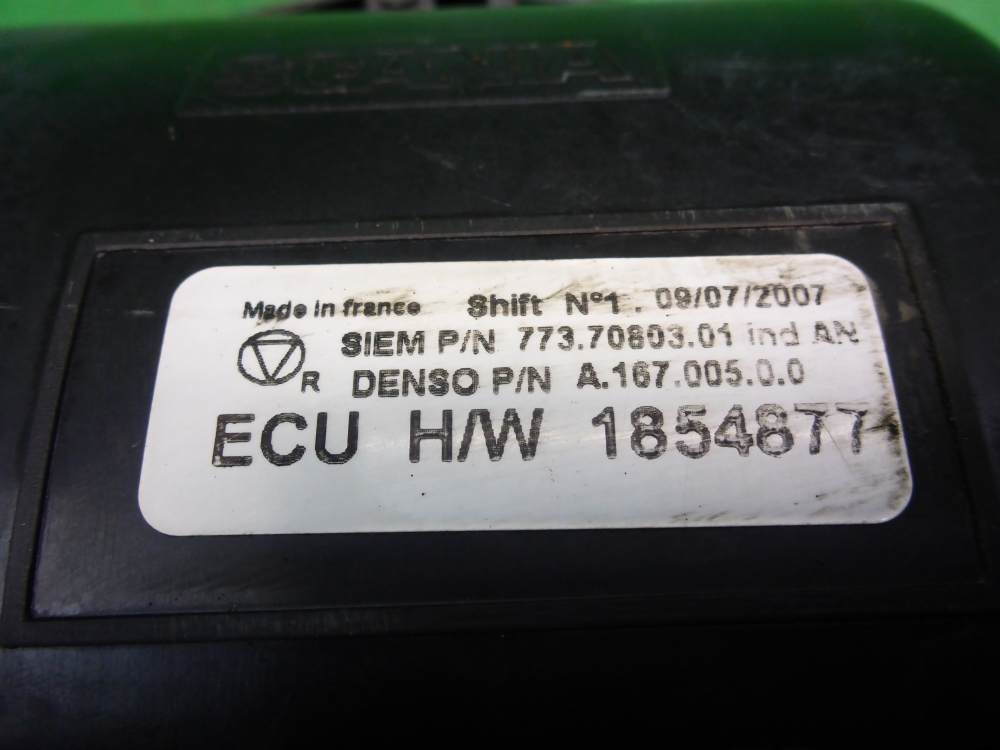 SCANIA
Made in france Shift N°1. 09/07/2007
SIEM P/N 773.70803.01 ind AN
R DENSO P/N A.167.005.0.0
ECU H/W 1854877